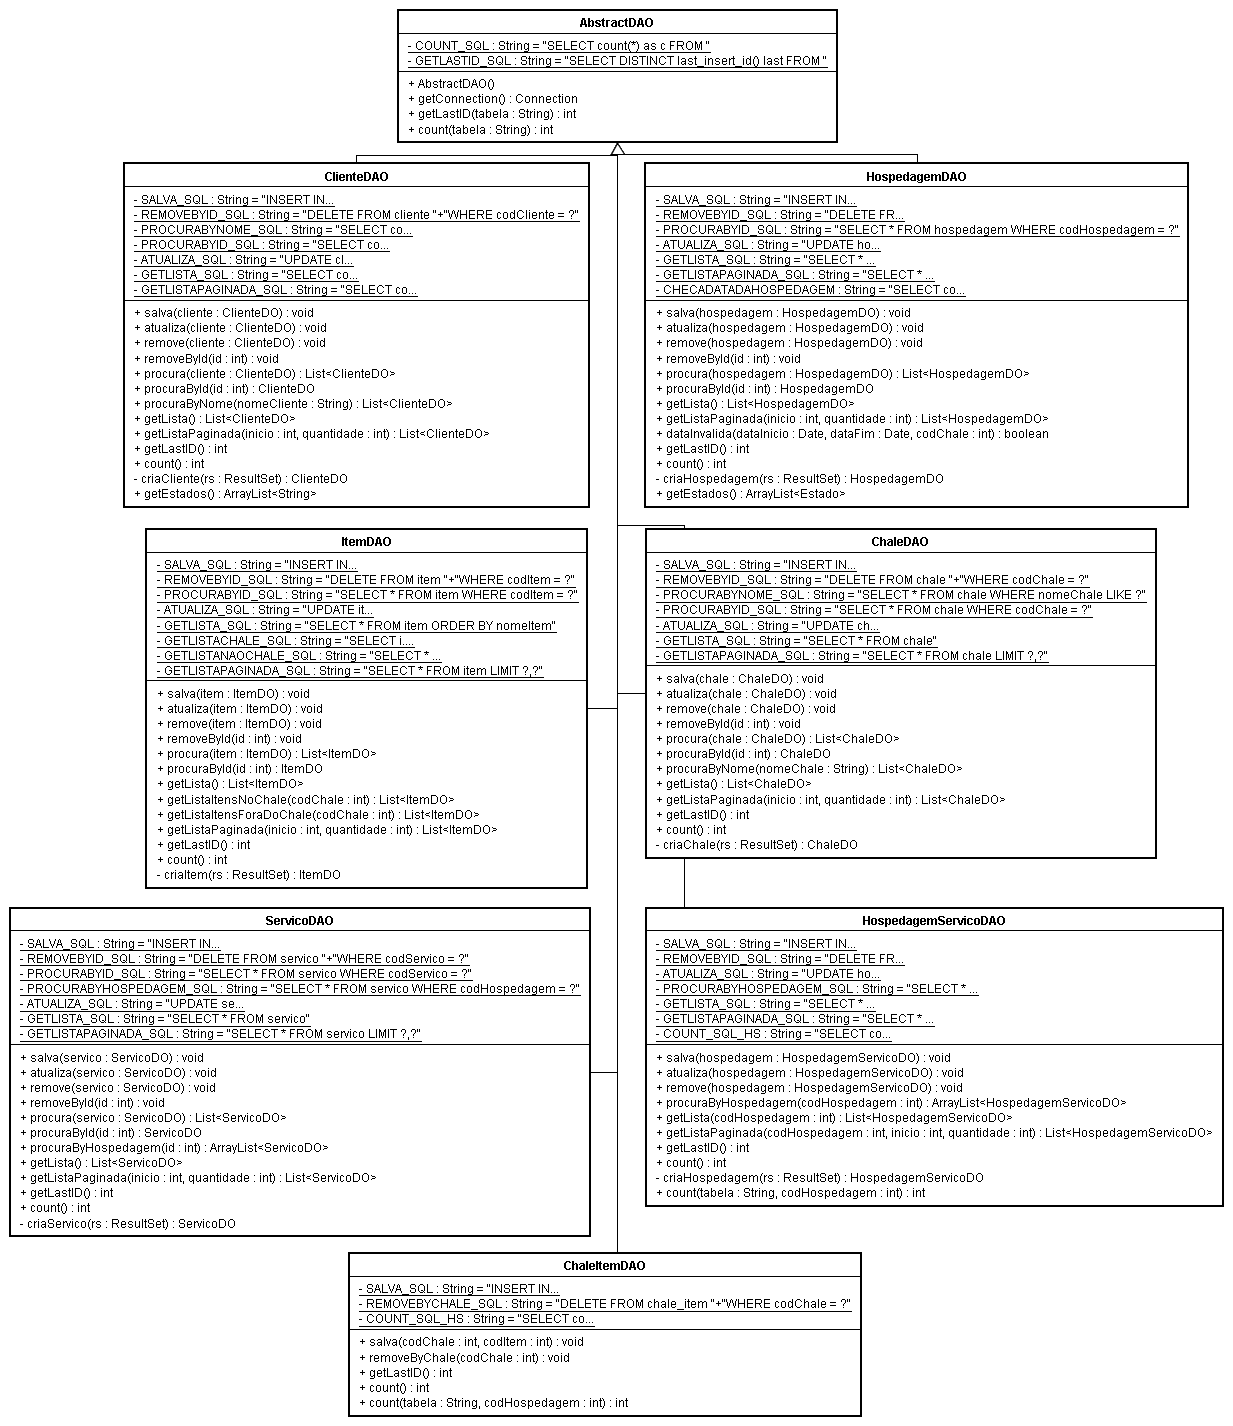 AbstractDAO
- COUNT_SQL : String = "SELECT count(*) as c FROM "
- GETLASTID_SQL : String = "SELECT DISTINCT last_insert_id() last FROM "
+ AbstractDAO()
+ getConnection() : Connection
+ getLastID(tabela : String) : int
+ count(tabela : String) : int
ClienteDAO
- SALVA_SQL : String = "INSERT IN...
- REMOVEBYID_SQL : String = "DELETE FROM cliente "+"WHERE codCliente = ?"
- PROCURABYNOME_SQL : String = "SELECT co...
- PROCURABYID_SQL : String = "SELECT co...
- ATUALIZA_SQL : String = "UPDATE cl...
- GETLISTA_SQL : String = "SELECT co...
- GETLISTAPAGINADA_SQL : String = "SELECT co...
+ salva(cliente : ClienteDO) : void
+ atualiza(cliente : ClienteDO) : void
+ remove(cliente : ClienteDO) : void
+ removeById(id : int) : void
+ procura(cliente : ClienteDO) : List<ClienteDO>
+ procuraById(id : int) : ClienteDO
+ procuraByNome(nomeCliente : String) : List<ClienteDO>
+ getLista() : List<ClienteDO>
+ getListaPaginada(inicio : int, quantidade : int) : List<ClienteDO>
+ getLastID() : int
+ count() : int
- criaCliente(rs : ResultSet) : ClienteDO
+ getEstados() : ArrayList<String>
HospedagemDAO
- SALVA_SQL : String = "INSERT IN...
- REMOVEBYID_SQL : String = "DELETE FR...
- PROCURABYID_SQL : String = "SELECT * FROM hospedagem WHERE codHospedagem = ?"
- ATUALIZA_SQL : String = "UPDATE ho...
- GETLISTA_SQL : String = "SELECT * ...
- GETLISTAPAGINADA_SQL : String = "SELECT * ...
- CHECADATADAHOSPEDAGEM : String = "SELECT co...
+ salva(hospedagem : HospedagemDO) : void
+ atualiza(hospedagem : HospedagemDO) : void
+ remove(hospedagem : HospedagemDO) : void
+ removeById(id : int) : void
+ procura(hospedagem : HospedagemDO) : List<HospedagemDO>
+ procuraById(id : int) : HospedagemDO
+ getLista() : List<HospedagemDO>
+ getListaPaginada(inicio : int, quantidade : int) : List<HospedagemDO>
+ dataInvalida(dataInicio : Date, dataFim : Date, codChale : int) : boolean
+ getLastID() : int
+ count() : int
- criaHospedagem(rs : ResultSet) : HospedagemDO
+ getEstados() : ArrayList<Estado>
ItemDAO
- SALVA_SQL : String = "INSERT IN...
- REMOVEBYID_SQL : String = "DELETE FROM item "+"WHERE codItem = ?"
- PROCURABYID_SQL : String = "SELECT * FROM item WHERE codItem = ?"
- ATUALIZA_SQL : String = "UPDATE it...
- GETLISTA_SQL : String = "SELECT * FROM item ORDER BY nomeItem"
- GETLISTACHALE_SQL : String = "SELECT i....
- GETLISTANAOCHALE_SQL : String = "SELECT * ...
- GETLISTAPAGINADA_SQL : String = "SELECT * FROM item LIMIT ?,?"
+ salva(item : ItemDO) : void
+ atualiza(item : ItemDO) : void
+ remove(item : ItemDO) : void
+ removeById(id : int) : void
+ procura(item : ItemDO) : List<ItemDO>
+ procuraById(id : int) : ItemDO
+ getLista() : List<ItemDO>
+ getListaItensNoChale(codChale : int) : List<ItemDO>
+ getListaItensForaDoChale(codChale : int) : List<ItemDO>
+ getListaPaginada(inicio : int, quantidade : int) : List<ItemDO>
+ getLastID() : int
+ count() : int
- criaItem(rs : ResultSet) : ItemDO
ChaleDAO
- SALVA_SQL : String = "INSERT IN...
- REMOVEBYID_SQL : String = "DELETE FROM chale "+"WHERE codChale = ?"
- PROCURABYNOME_SQL : String = "SELECT * FROM chale WHERE nomeChale LIKE ?"
- PROCURABYID_SQL : String = "SELECT * FROM chale WHERE codChale = ?"
- ATUALIZA_SQL : String = "UPDATE ch...
- GETLISTA_SQL : String = "SELECT * FROM chale"
- GETLISTAPAGINADA_SQL : String = "SELECT * FROM chale LIMIT ?,?"
+ salva(chale : ChaleDO) : void
+ atualiza(chale : ChaleDO) : void
+ remove(chale : ChaleDO) : void
+ removeById(id : int) : void
+ procura(chale : ChaleDO) : List<ChaleDO>
+ procuraById(id : int) : ChaleDO
+ procuraByNome(nomeChale : String) : List<ChaleDO>
+ getLista() : List<ChaleDO>
+ getListaPaginada(inicio : int, quantidade : int) : List<ChaleDO>
+ getLastID() : int
+ count() : int
- criaChale(rs : ResultSet) : ChaleDO
ServicoDAO
- SALVA_SQL : String = "INSERT IN...
- REMOVEBYID_SQL : String = "DELETE FROM servico "+"WHERE codServico = ?"
- PROCURABYID_SQL : String = "SELECT * FROM servico WHERE codServico = ?"
- PROCURABYHOSPEDAGEM_SQL : String = "SELECT * FROM servico WHERE codHospedagem = ?"
- ATUALIZA_SQL : String = "UPDATE se...
- GETLISTA_SQL : String = "SELECT * FROM servico"
- GETLISTAPAGINADA_SQL : String = "SELECT * FROM servico LIMIT ?,?"
+ salva(servico : ServicoDO) : void
+ atualiza(servico : ServicoDO) : void
+ remove(servico : ServicoDO) : void
+ removeById(id : int) : void
+ procura(servico : ServicoDO) : List<ServicoDO>
+ procuraById(id : int) : ServicoDO
+ procuraByHospedagem(id : int) : ArrayList<ServicoDO>
+ getLista() : List<ServicoDO>
+ getListaPaginada(inicio : int, quantidade : int) : List<ServicoDO>
+ getLastID() : int
+ count() : int
- criaServico(rs : ResultSet) : ServicoDO
HospedagemServicoDAO
- SALVA_SQL : String = "INSERT IN...
- REMOVEBYID_SQL : String = "DELETE FR...
- ATUALIZA_SQL : String = "UPDATE ho...
- PROCURABYHOSPEDAGEM_SQL : String = "SELECT * ...
- GETLISTA_SQL : String = "SELECT * ...
- GETLISTAPAGINADA_SQL : String = "SELECT * ...
- COUNT_SQL_HS : String = "SELECT co...
+ salva(hospedagem : HospedagemServicoDO) : void
+ atualiza(hospedagem : HospedagemServicoDO) : void
+ remove(hospedagem : HospedagemServicoDO) : void
+ procuraByHospedagem(codHospedagem : int) : ArrayList<HospedagemServicoDO>
+ getLista(codHospedagem : int) : List<HospedagemServicoDO>
+ getListaPaginada(codHospedagem : int, inicio : int, quantidade : int) : List<HospedagemServicoDO>
+ getLastID() : int
+ count() : int
- criaHospedagem(rs : ResultSet) : HospedagemServicoDO
+ count(tabela : String, codHospedagem : int) : int
ChaleItemDAO
- SALVA_SQL : String = "INSERT IN...
- REMOVEBYCHALE_SQL : String = "DELETE FROM chale_item "+"WHERE codChale = ?"
- COUNT_SQL_HS : String = "SELECT co...
+ salva(codChale : int, codItem : int) : void
+ removeByChale(codChale : int) : void
+ getLastID() : int
+ count() : int
+ count(tabela : String, codHospedagem : int) : int